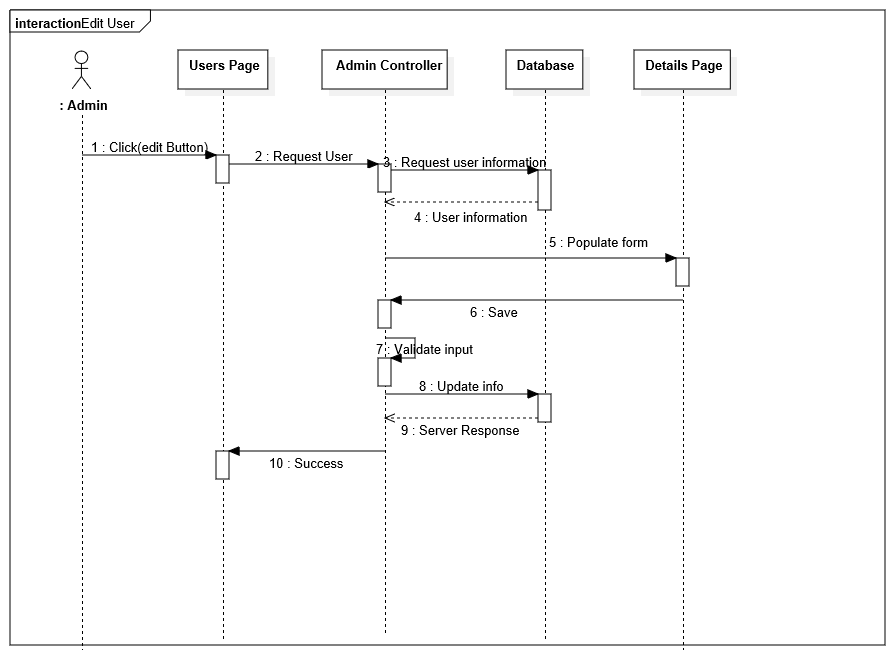 interactionEdit User
Users Page
Admin Controller
Database
Details Page
: Admin
1 : Click(edit Button)
2 : Request User
3 : Request user information
4 : User information
5 : Populate form
6 : Save
7 : Validate input
8 : Update info
9 : Server Response
10 : Success